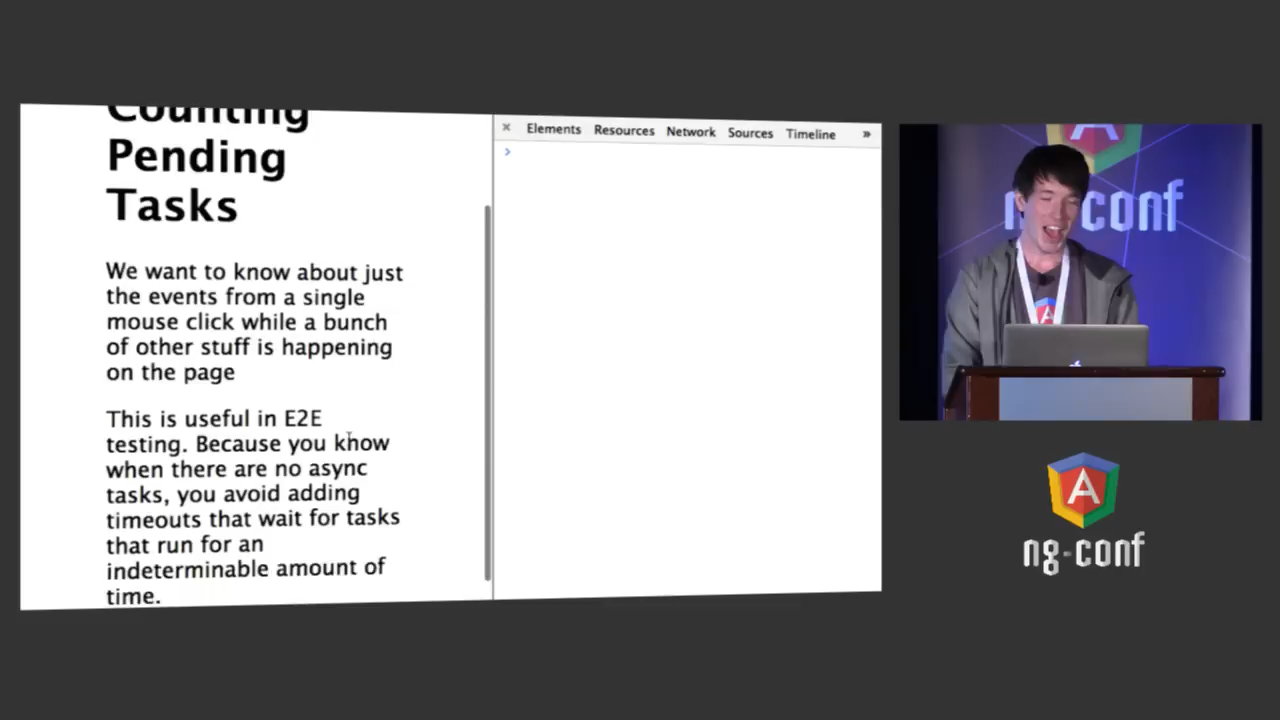 Counting
Pending
Tasks
We want to know about just
the events from a single
mouse click while a bunch
of other stuff is happening
on the page
This is useful in E2E
testing. Because you know
when there are no async
tasks, you avoid adding
timeouts that wait for tasks
that run for an
indeterminable amount of
time.
× Elements Resources Network Sources Timeline »
>
ng-conf
A
ng-conf